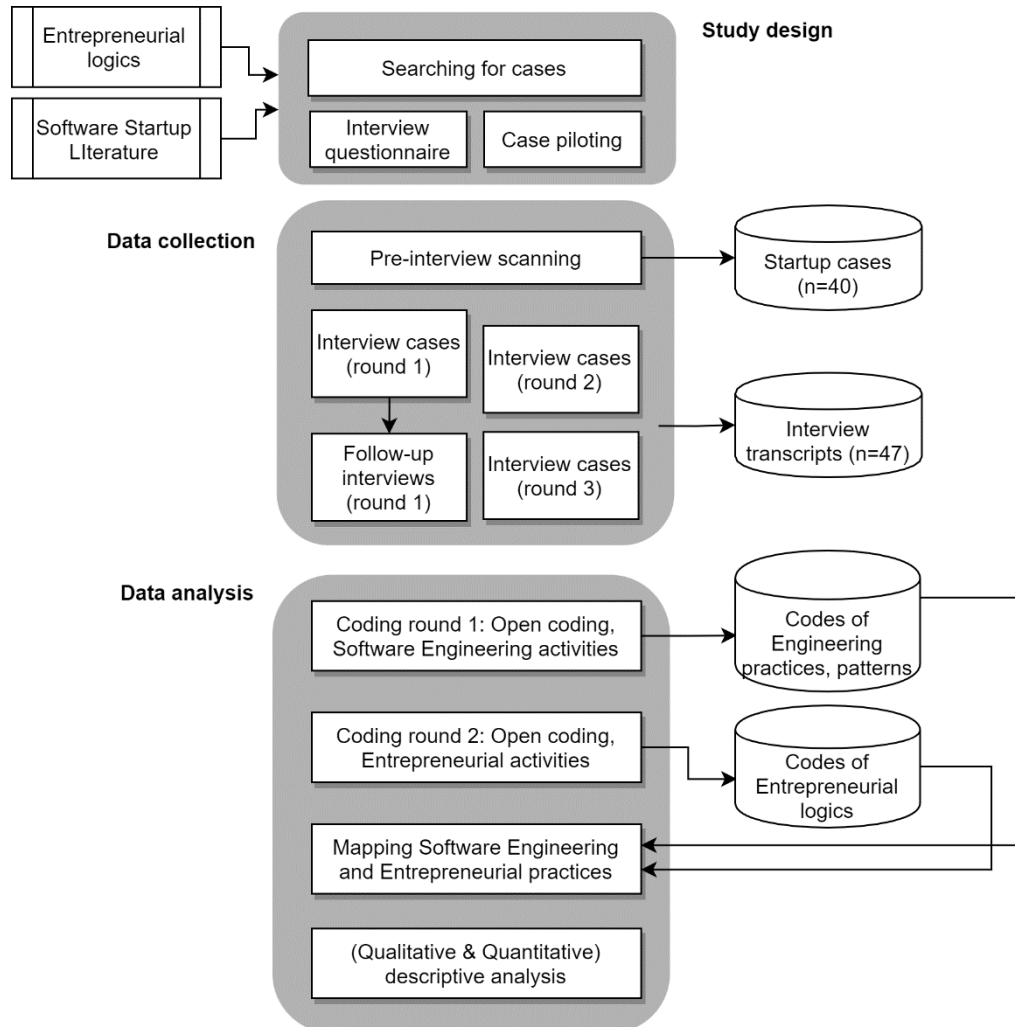 Entrepreneurial
logics
Software Startup
LIterature
Study design
Searching for cases
Interview
questionnaire
Case piloting
Data collection
Pre-interview scanning
Startup cases
(n=40)
Interview cases
(round 1)
Interview cases
(round 2)
Follow-up
interviews
(round 1)
Interview cases
(round 3)
Interview
transcripts (n=47)
Data analysis
Coding round 1: Open coding,
Software Engineering activities
Codes of
Engineering
practices, patterns
Coding round 2: Open coding,
Entrepreneurial activities
Codes of
Entrepreneurial
logics
Mapping Software Engineering
and Entrepreneurial practices
(Qualitative & Quantitative)
descriptive analysis